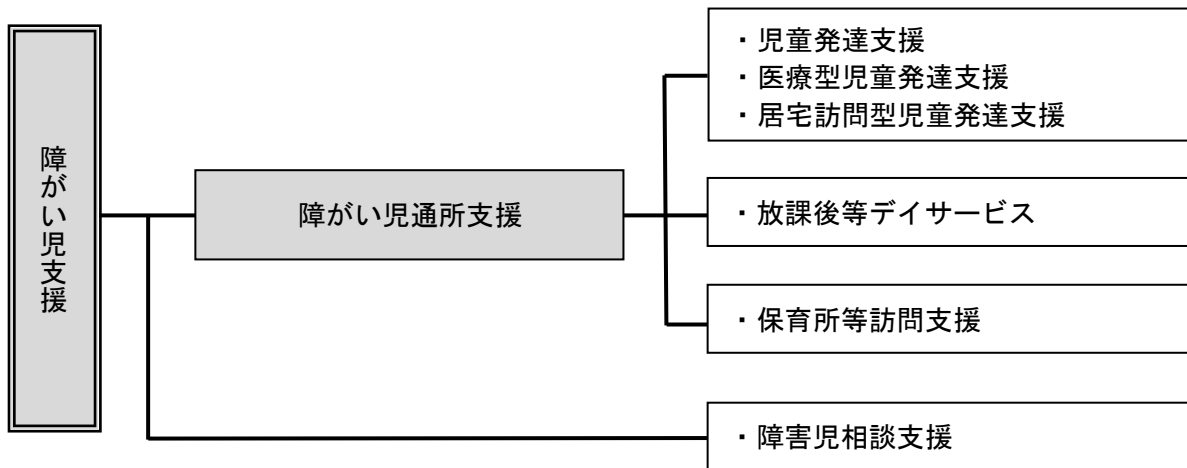 障がい児支援
障がい児通所支援
・児童発達支援
・医療型児童発達支援
・居宅訪問型児童発達支援
・放課後等デイサービス
・保育所等訪問支援
・障害児相談支援